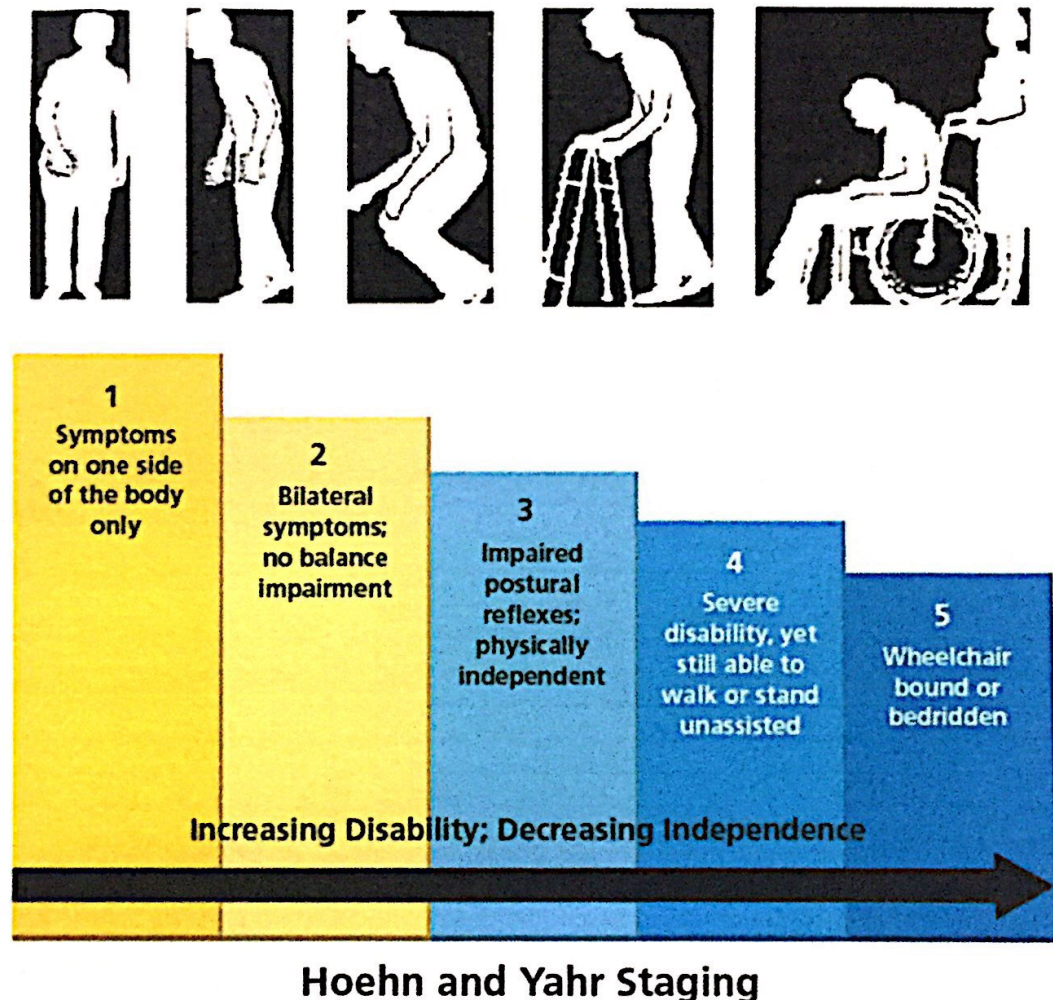 1
Symptoms
on one side
of the body
only
2
Bilateral
symptoms;
no balance
impairment
3
Impaired
postural
reflexes;
physically
independent
4
Severe
disability, yet
still able to
walk or stand
unassisted
5
Wheelchair
bound or
bedridden
Increasing Disability; Decreasing Independence
Hoehn and Yahr Staging